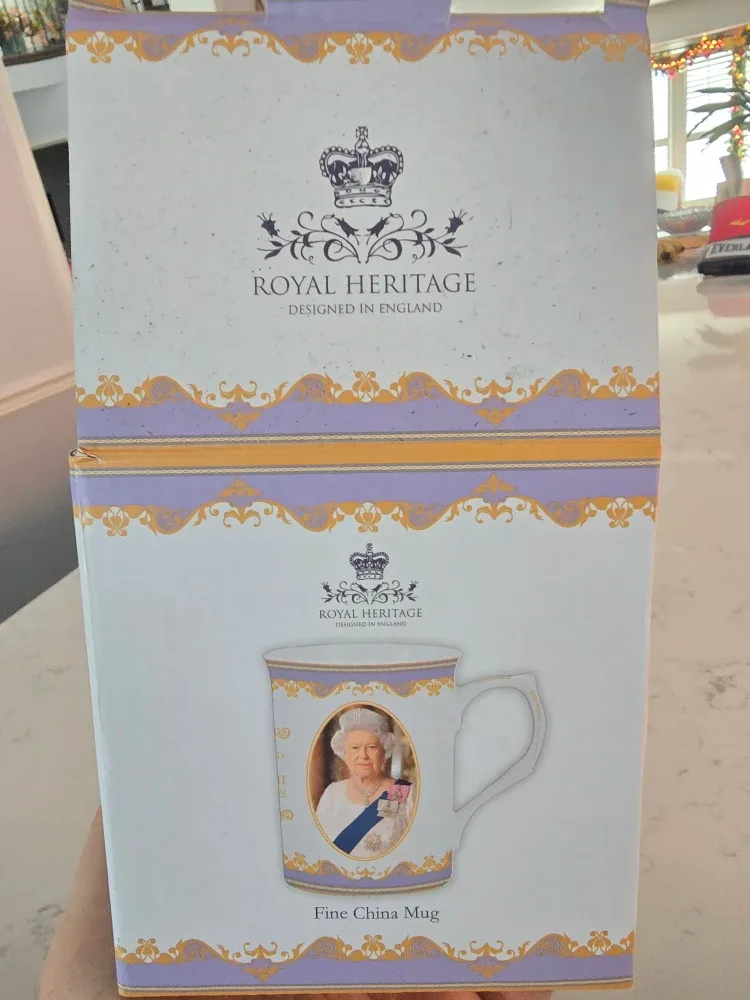 ROYAL HERITAGE
DESIGNED IN ENGLAND
ROYAL HERITAGE
DESIGNED IN ENGLAND
Fine China Mug